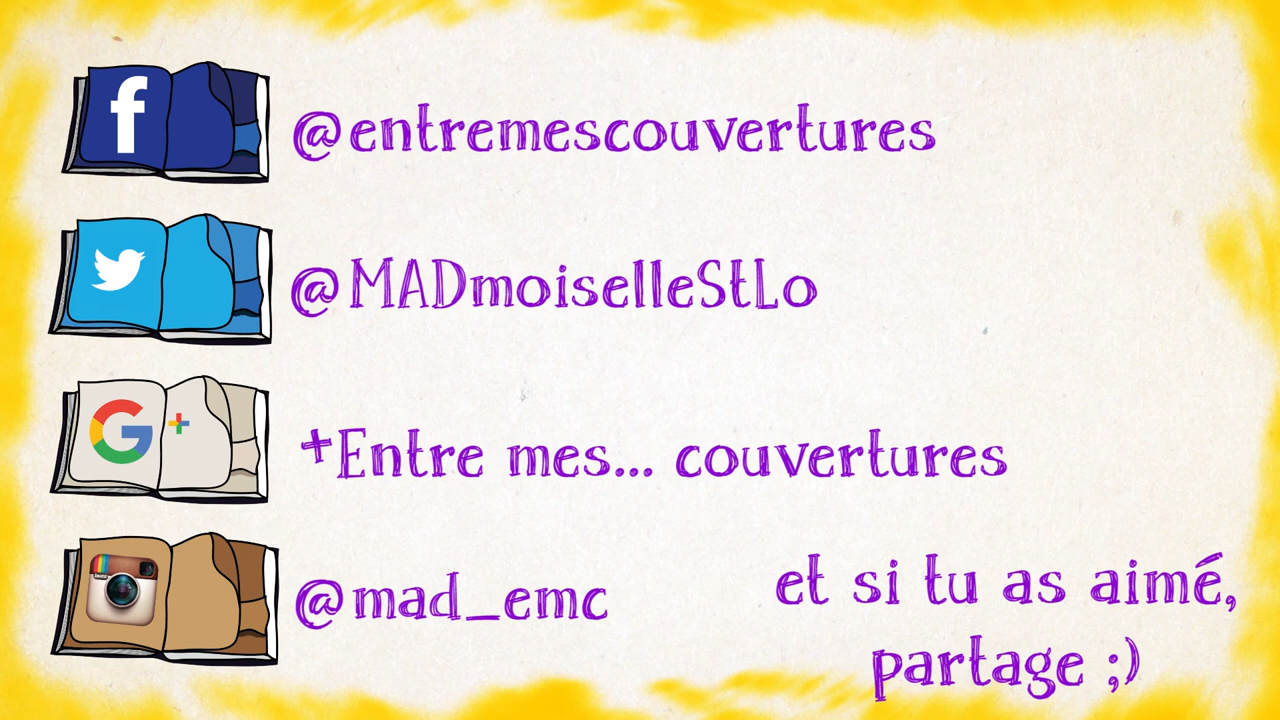 f
@entremescouvertures
@MADmoiselleStLo
G+
+Entre mes... couvertures
@mad_emc
et si tu as aimé,
partage ;)